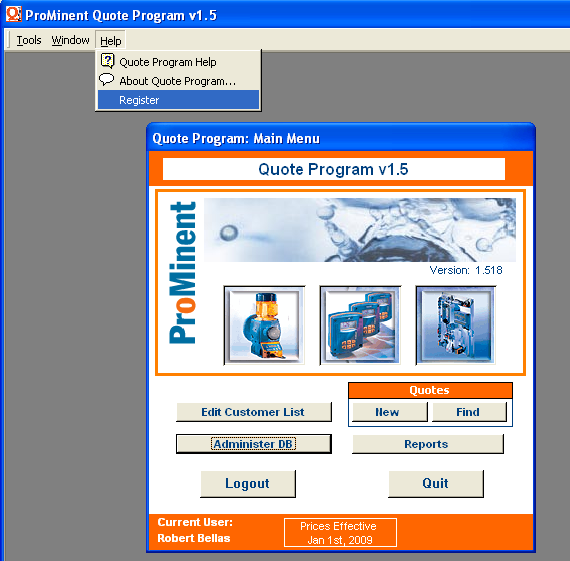 ProMinent Quote Program v1.5
Tools Window Help
Quote Program Help
About Quote Program...
Register
Quote Program: Main Menu
Quote Program v1.5
ProMinent
Version: 1.518
Quotes
Edit Customer List New Find
Administer DB Reports
Logout Quit
Current User:
Robert Bellas
Prices Effective
Jan 1st, 2009